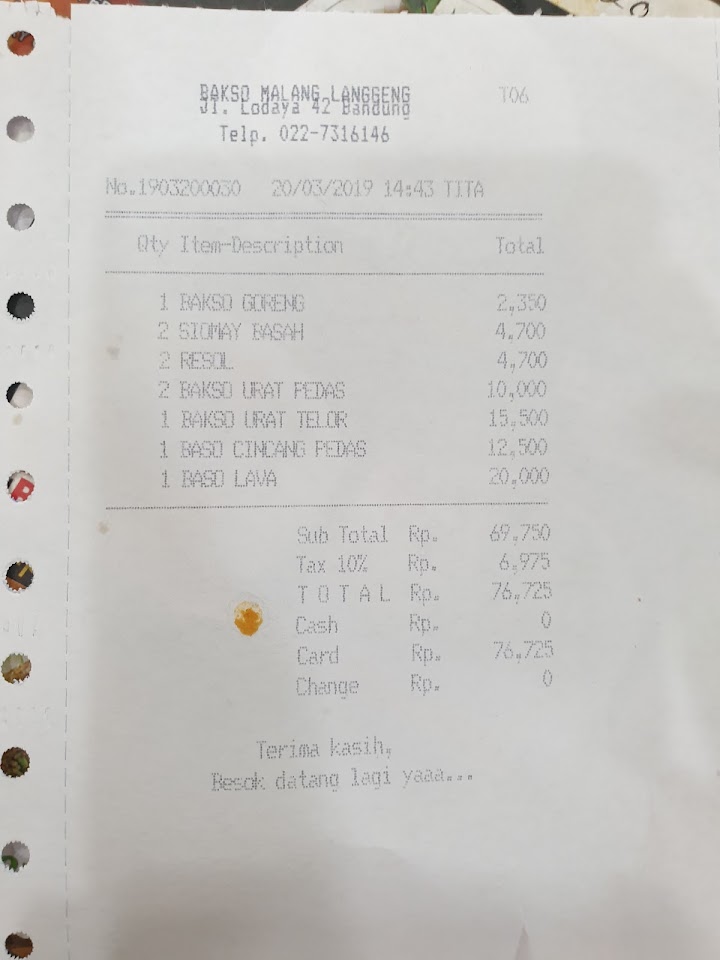 BAKSO MALANG LANGGENG T06
Jl. Lodaya 42 Bandung
Telp. 022-7316146
No.1903200030 20/03/2019 14:43 TITA
Qty Item-Description Total
1 BAKSO GORENG 2,350
2 SIOMAY BASAH 4,700
2 RESOL 4,700
2 BAKSO URAT PEDAS 10,000
1 BAKSO URAT TELOR 15,500
1 BASO CINCANG PEDAS 12,500
1 BASO LAVA 20,000
Sub Total Rp. 69,750
Tax 10% Rp. 6,975
T O T A L Rp. 76,725
Cash Rp. 0
Card Rp. 76,725
Change Rp. 0
Terima kasih,
Besok datang lagi yaaa...